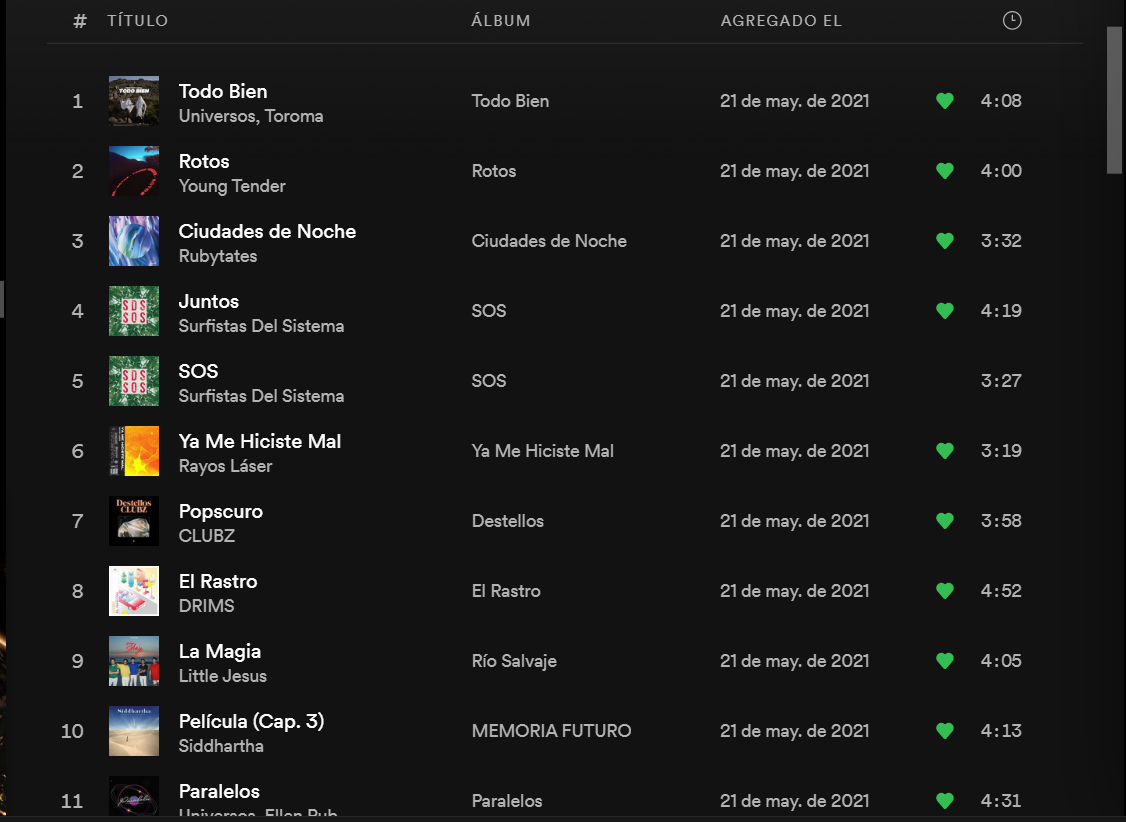 # TÍTULO ÁLBUM AGREGADO EL
1 Todo Bien Todo Bien 21 de may. de 2021 4:08
Universos, Toroma
2 Rotos Rotos 21 de may. de 2021 4:00
Young Tender
3 Ciudades de Noche Ciudades de Noche 21 de may. de 2021 3:32
Rubytates
4 Juntos SOS 21 de may. de 2021 4:19
Surfistas Del Sistema
5 SOS SOS 21 de may. de 2021 3:27
Surfistas Del Sistema
6 Ya Me Hiciste Mal Ya Me Hiciste Mal 21 de may. de 2021 3:19
Rayos Láser
7 Popscuro Destellos 21 de may. de 2021 3:58
CLUBZ
8 El Rastro El Rastro 21 de may. de 2021 4:52
DRIMS
9 La Magia Río Salvaje 21 de may. de 2021 4:05
Little Jesus
10 Película (Cap. 3) MEMORIA FUTURO 21 de may. de 2021 4:13
Siddhartha
11 Paralelos Paralelos 21 de may. de 2021 4:31
Universos, Ellen Pub
TODO BIEN
SOS
SOS
SOS
SOS
YA ME HICISTE MAL
Destellos
CLUBZ
Siddhartha